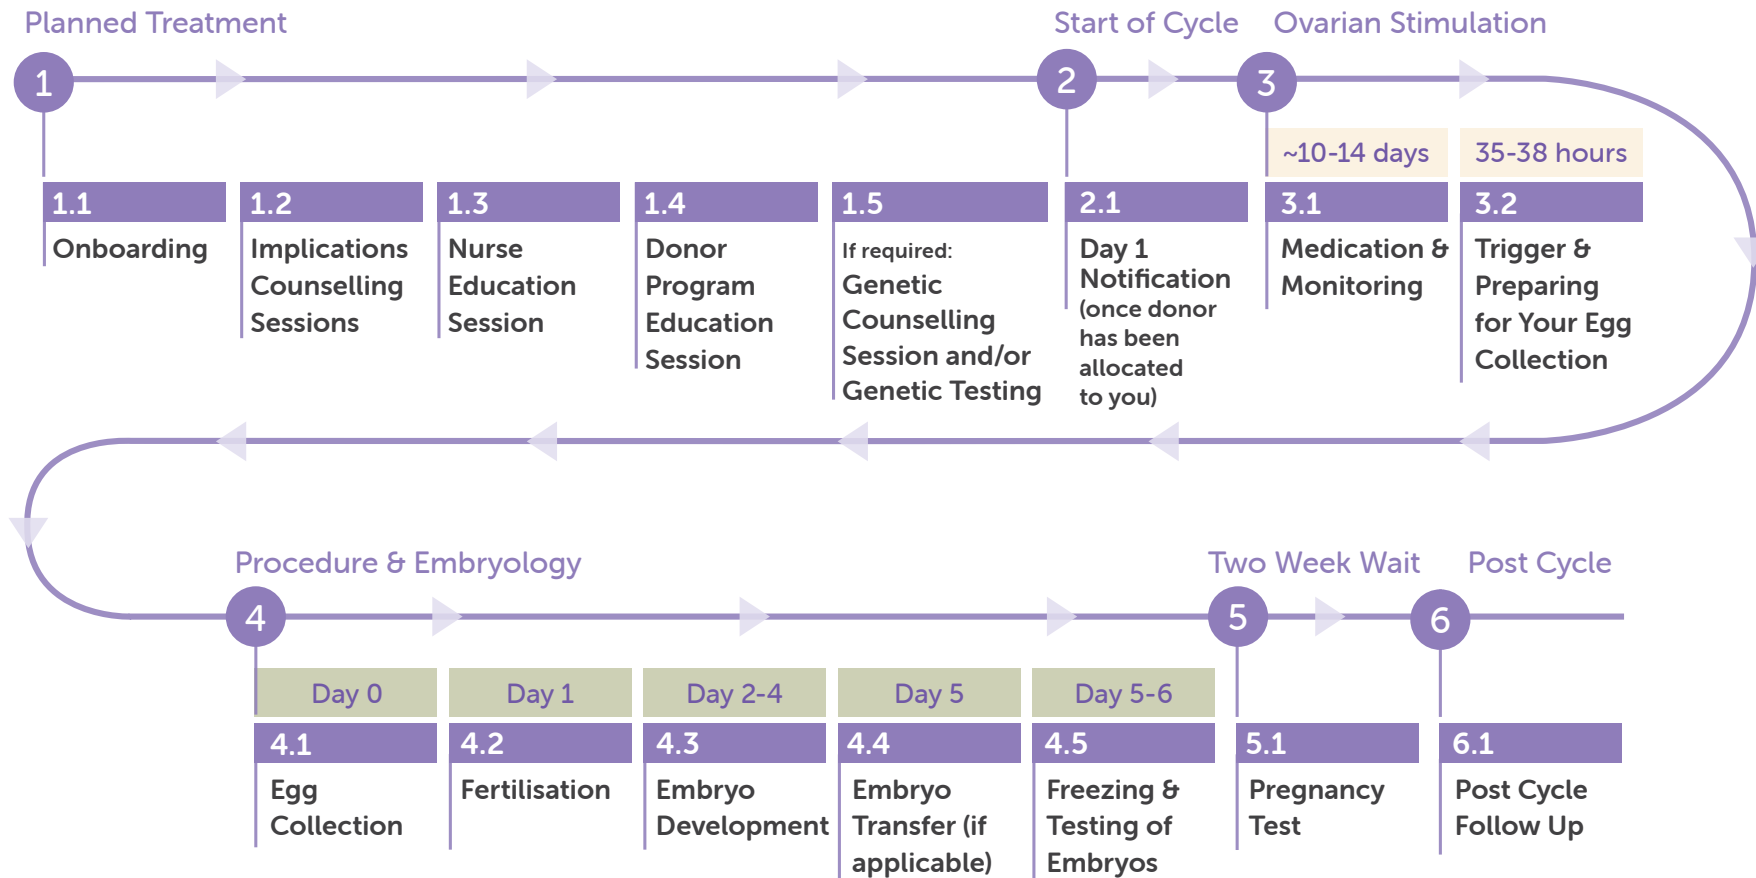 Planned Treatment
Start of Cycle
Ovarian Stimulation
1
2
3
~10-14 days
35-38 hours
1.1
Onboarding
1.2
Implications
Counselling
Sessions
1.3
Nurse
Education
Session
1.4
Donor
Program
Education
Session
1.5
If required:
Genetic
Counselling
Session and/or
Genetic Testing
2.1
Day 1
Notification
(once donor
has been
allocated
to you)
3.1
Medication &
Monitoring
3.2
Trigger &
Preparing
for Your Egg
Collection
Procedure & Embryology
Two Week Wait
Post Cycle
4
5
6
Day 0
Day 1
Day 2-4
Day 5
Day 5-6
4.1
Egg
Collection
4.2
Fertilisation
4.3
Embryo
Development
4.4
Embryo
Transfer (if
applicable)
4.5
Freezing &
Testing of
Embryos
5.1
Pregnancy
Test
6.1
Post Cycle
Follow Up